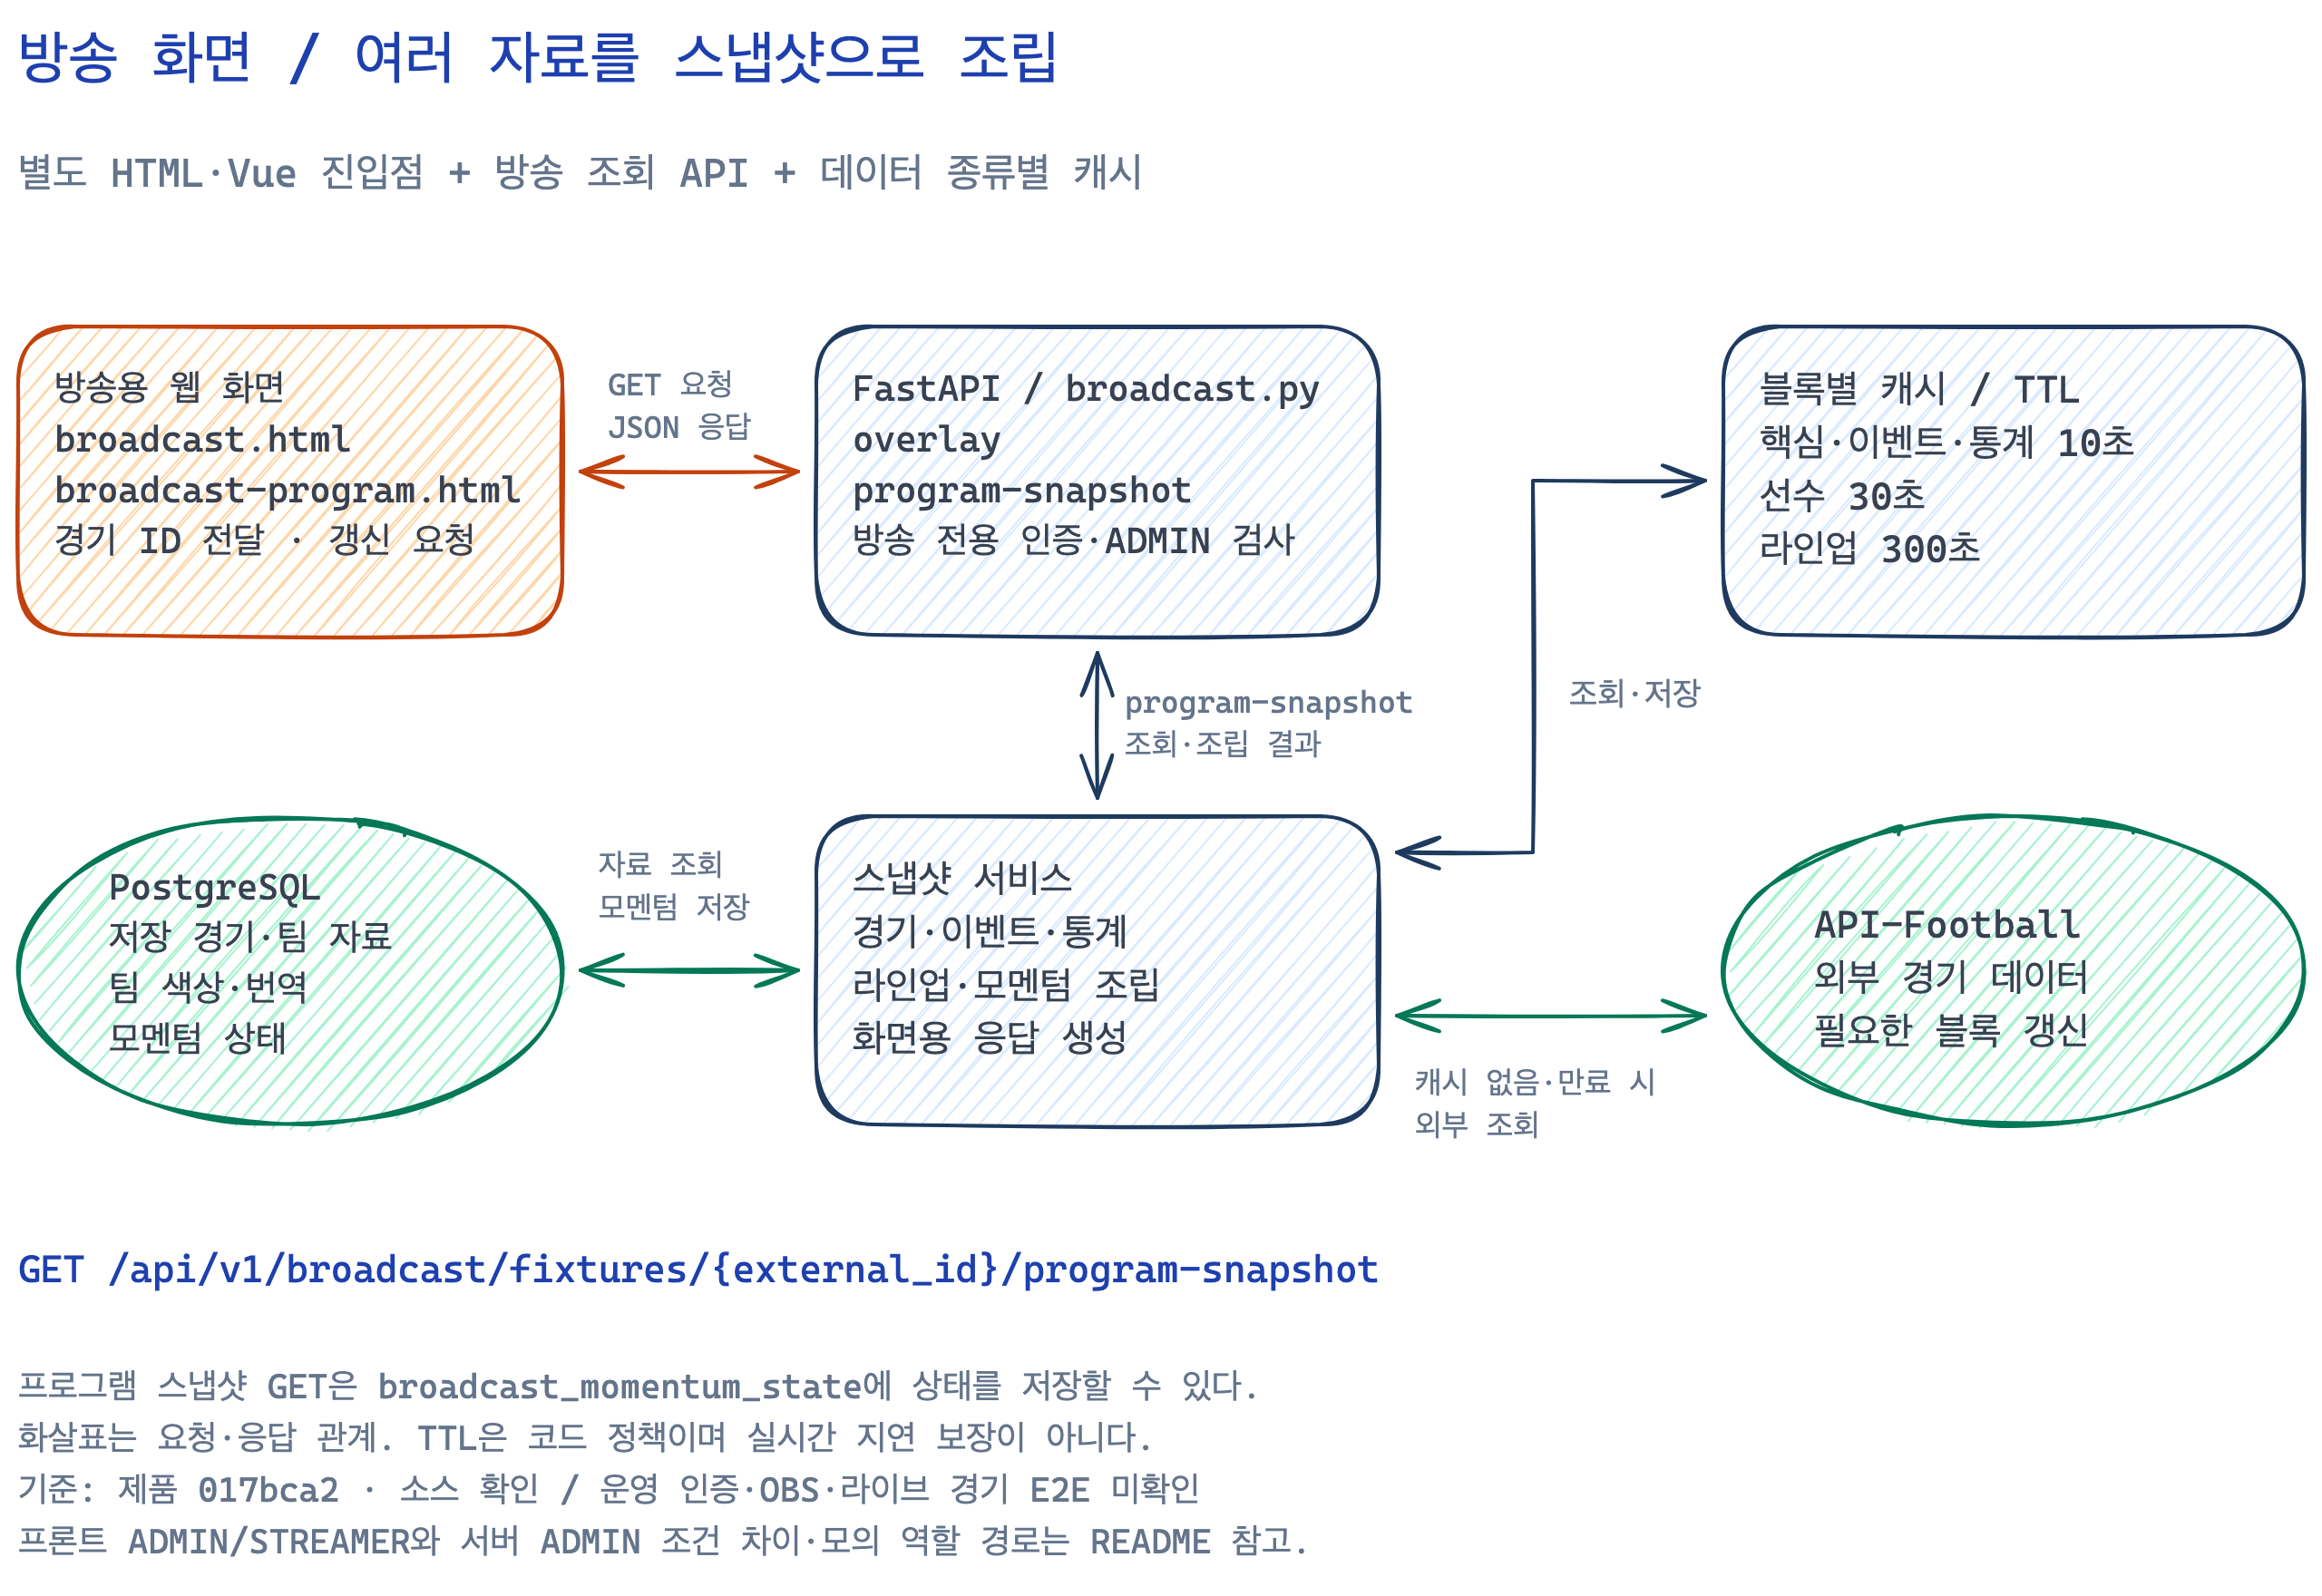 방송 화면 / 여러 자료를 스냅샷으로 조립
별도 HTML·Vue 진입점 + 방송 조회 API + 데이터 종류별 캐시
방송용 웹 화면
broadcast.html
broadcast-program.html
경기 ID 전달 · 갱신 요청
GET 요청
JSON 응답
FastAPI / broadcast.py
overlay
program-snapshot
방송 전용 인증·ADMIN 검사
블록별 캐시 / TTL
핵심·이벤트·통계 10초
선수 30초
라인업 300초
program-snapshot
조회·조립 결과
조회·저장
PostgreSQL
저장 경기·팀 자료
팀 색상·번역
모멘텀 상태
자료 조회
모멘텀 저장
스냅샷 서비스
경기·이벤트·통계
라인업·모멘텀 조립
화면용 응답 생성
캐시 없음·만료 시
외부 조회
API-Football
외부 경기 데이터
필요한 블록 갱신
GET /api/v1/broadcast/fixtures/{external_id}/program-snapshot
프로그램 스냅샷 GET은 broadcast_momentum_state에 상태를 저장할 수 있다.
화살표는 요청·응답 관계. TTL은 코드 정책이며 실시간 지연 보장이 아니다.
기준: 제품 017bca2 · 소스 확인 / 운영 인증·OBS·라이브 경기 E2E 미확인
프론트 ADMIN/STREAMER와 서버 ADMIN 조건 차이·모의 역할 경로는 README 참고.